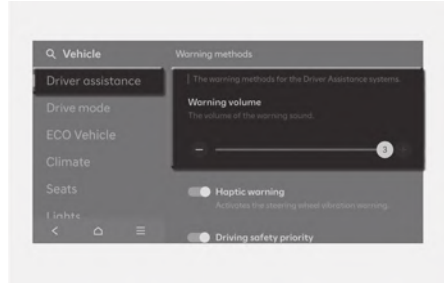 Vehicle
Warning methods
Driver assistance
The warning methods for the Driver Assistance systems.
Warning volume
The volume of the warning sound.
Drive mode
ECO Vehicle
3
Climate
Seats
Haptic warning
Activates the steering wheel vibration warning.
Lights
Driving safety priority